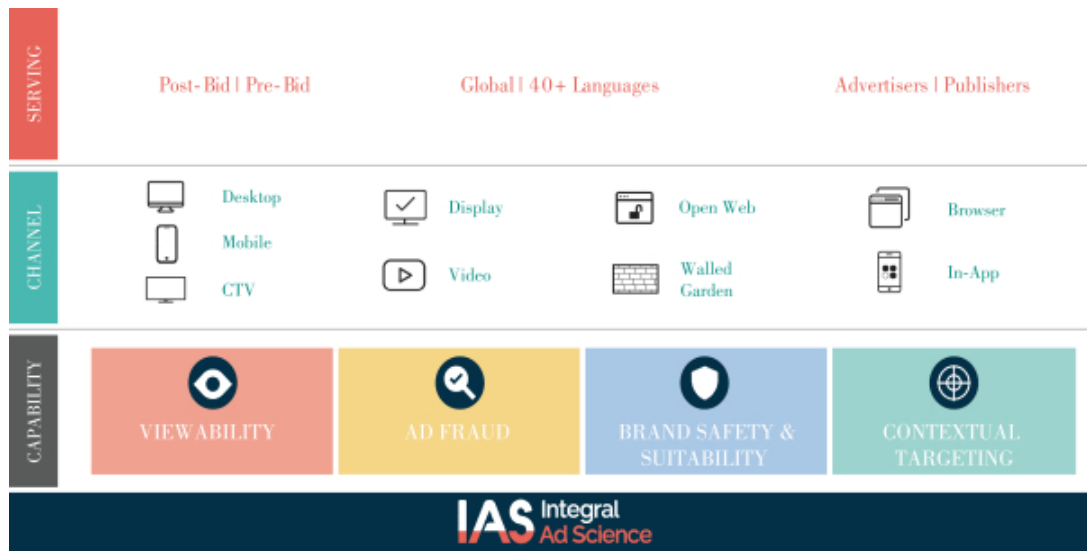 SERVING
Post-Bid | Pre-Bid
Global | 40+ Languages
Advertisers | Publishers
CHANNEL
Desktop
Mobile
CTV
Display
Video
Open Web
Walled
Garden
Browser
In-App
CAPABILITY
VIEWABILITY
AD FRAUD
BRAND SAFETY &
SUITABILITY
CONTEXTUAL
TARGETING
IAS Integral
Ad Science